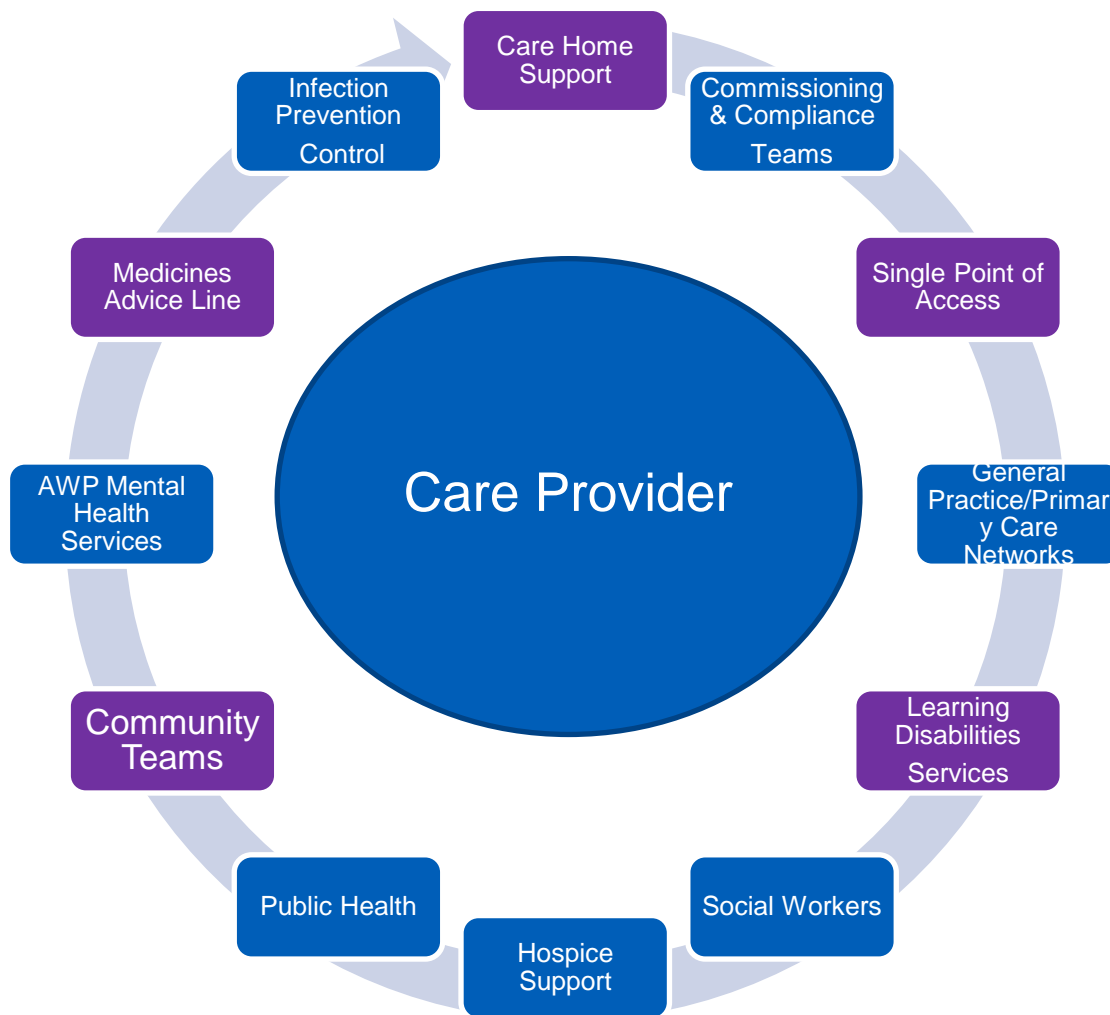 Care Home
Support
Commissioning
& Compliance
Teams
Single Point of
Access
General
Practice/Primar
y Care
Networks
Learning
Disabilities
Services
Social Workers
Hospice
Support
Public Health
Community
Teams
AWP Mental
Health
Services
Medicines
Advice Line
Infection
Prevention
Control
Care Provider